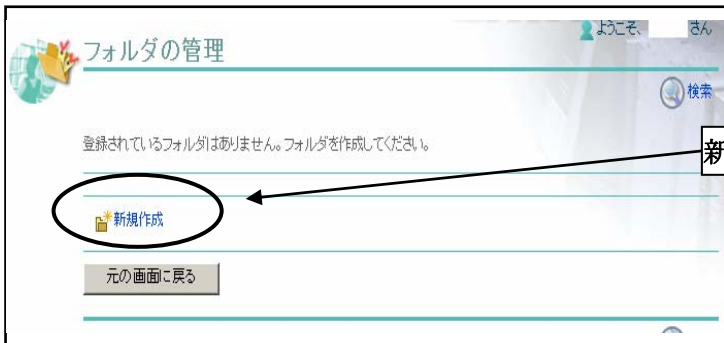 ようこそ、 さん
フォルダの管理
検索
登録されているフォルダはありません。フォルダを作成してください。
新
新規作成
元の画面に戻る